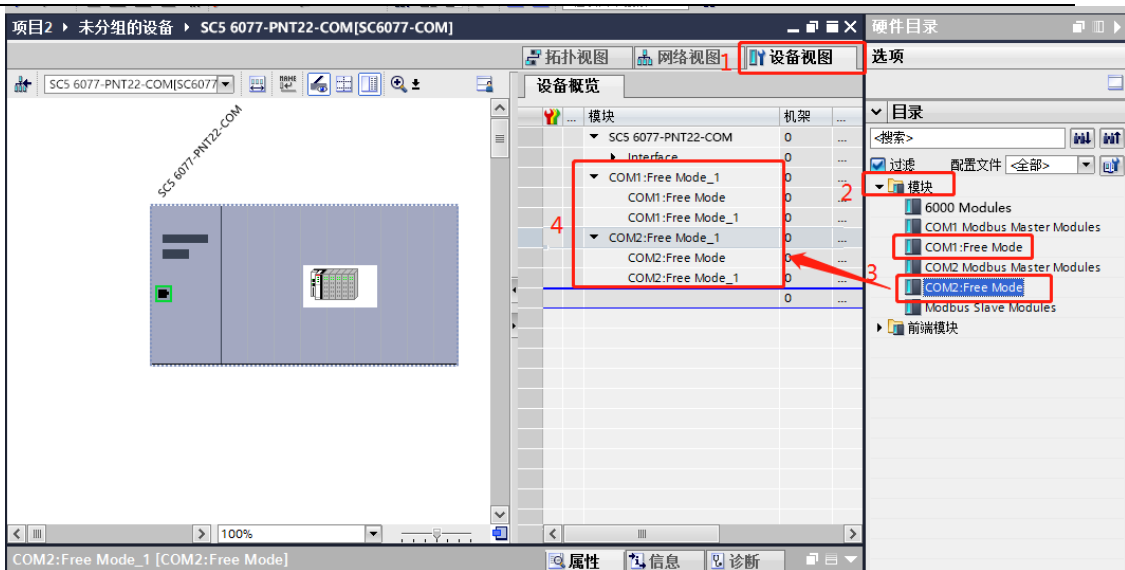 项目2 ▸ 未分组的设备 ▸ SC5 6077-PNT22-COM[SC6077-COM]
硬件目录
拓扑视图
网络视图
1
设备视图
选项
SC5 6077-PNT22-COM[SC6077
NAME
设备概览
SC5 6077-PNT22-COM
... 模块 机架 ...
SC5 6077-PNT22-COM 0 ...
Interface 0 ...
COM1:Free Mode_1 0 ...
COM1:Free Mode 0 ...
COM1:Free Mode_1 0 ...
COM2:Free Mode_1 0 ...
COM2:Free Mode 0 ...
COM2:Free Mode_1 0 ...
0 ...
4
目录
<搜索>
过滤 配置文件 <全部>
2
模块
6000 Modules
COM1 Modbus Master Modules
COM1:Free Mode
COM2 Modbus Master Modules
3
COM2:Free Mode
Modbus Slave Modules
前端模块
100%
COM2:Free Mode_1 [COM2:Free Mode]
属性
信息
诊断